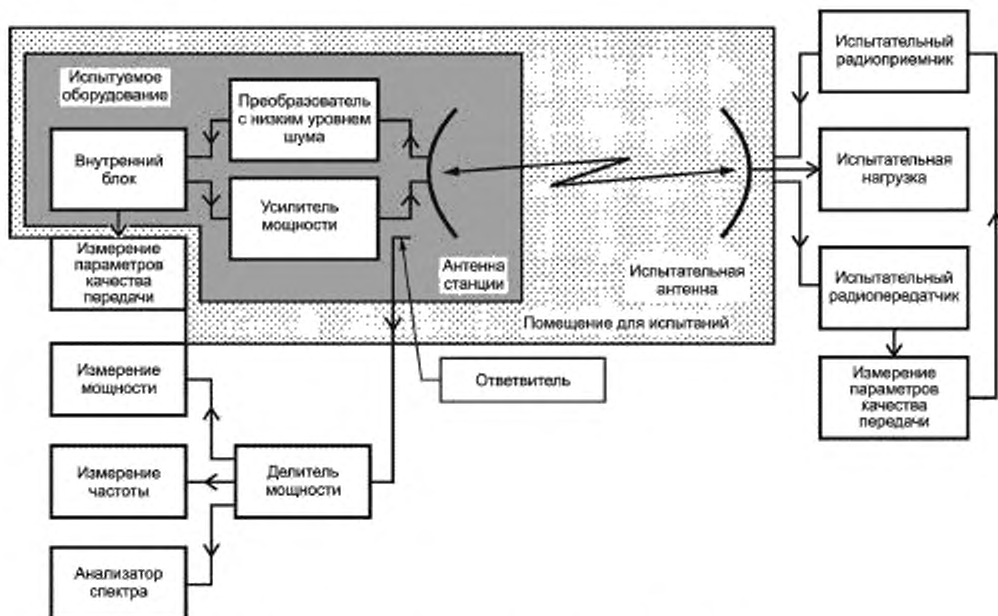 Испытуемое
оборудование
Преобразователь
с низким уровнем
шума
Внутренний
блок
Усилитель
мощности
Антенна
станции
Испытательная
антенна
Помещение для испытаний
Испытательный
радиоприемник
Испытательная
нагрузка
Испытательный
радиопередатчик
Измерение
параметров
качества
передачи
Измерение
параметров
качества
передачи
Измерение
мощности
Ответвитель
Измерение
частоты
Делитель
мощности
Анализатор
спектра